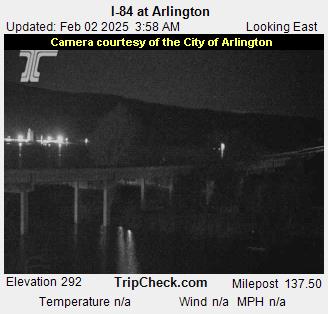 I-84 at Arlington
Updated: Feb 02 2025 3:58 AM Looking East
Camera courtesy of the City of Arlington
Elevation 292 TripCheck.com Milepost 137.50
Temperature n/a Wind n/a MPH n/a